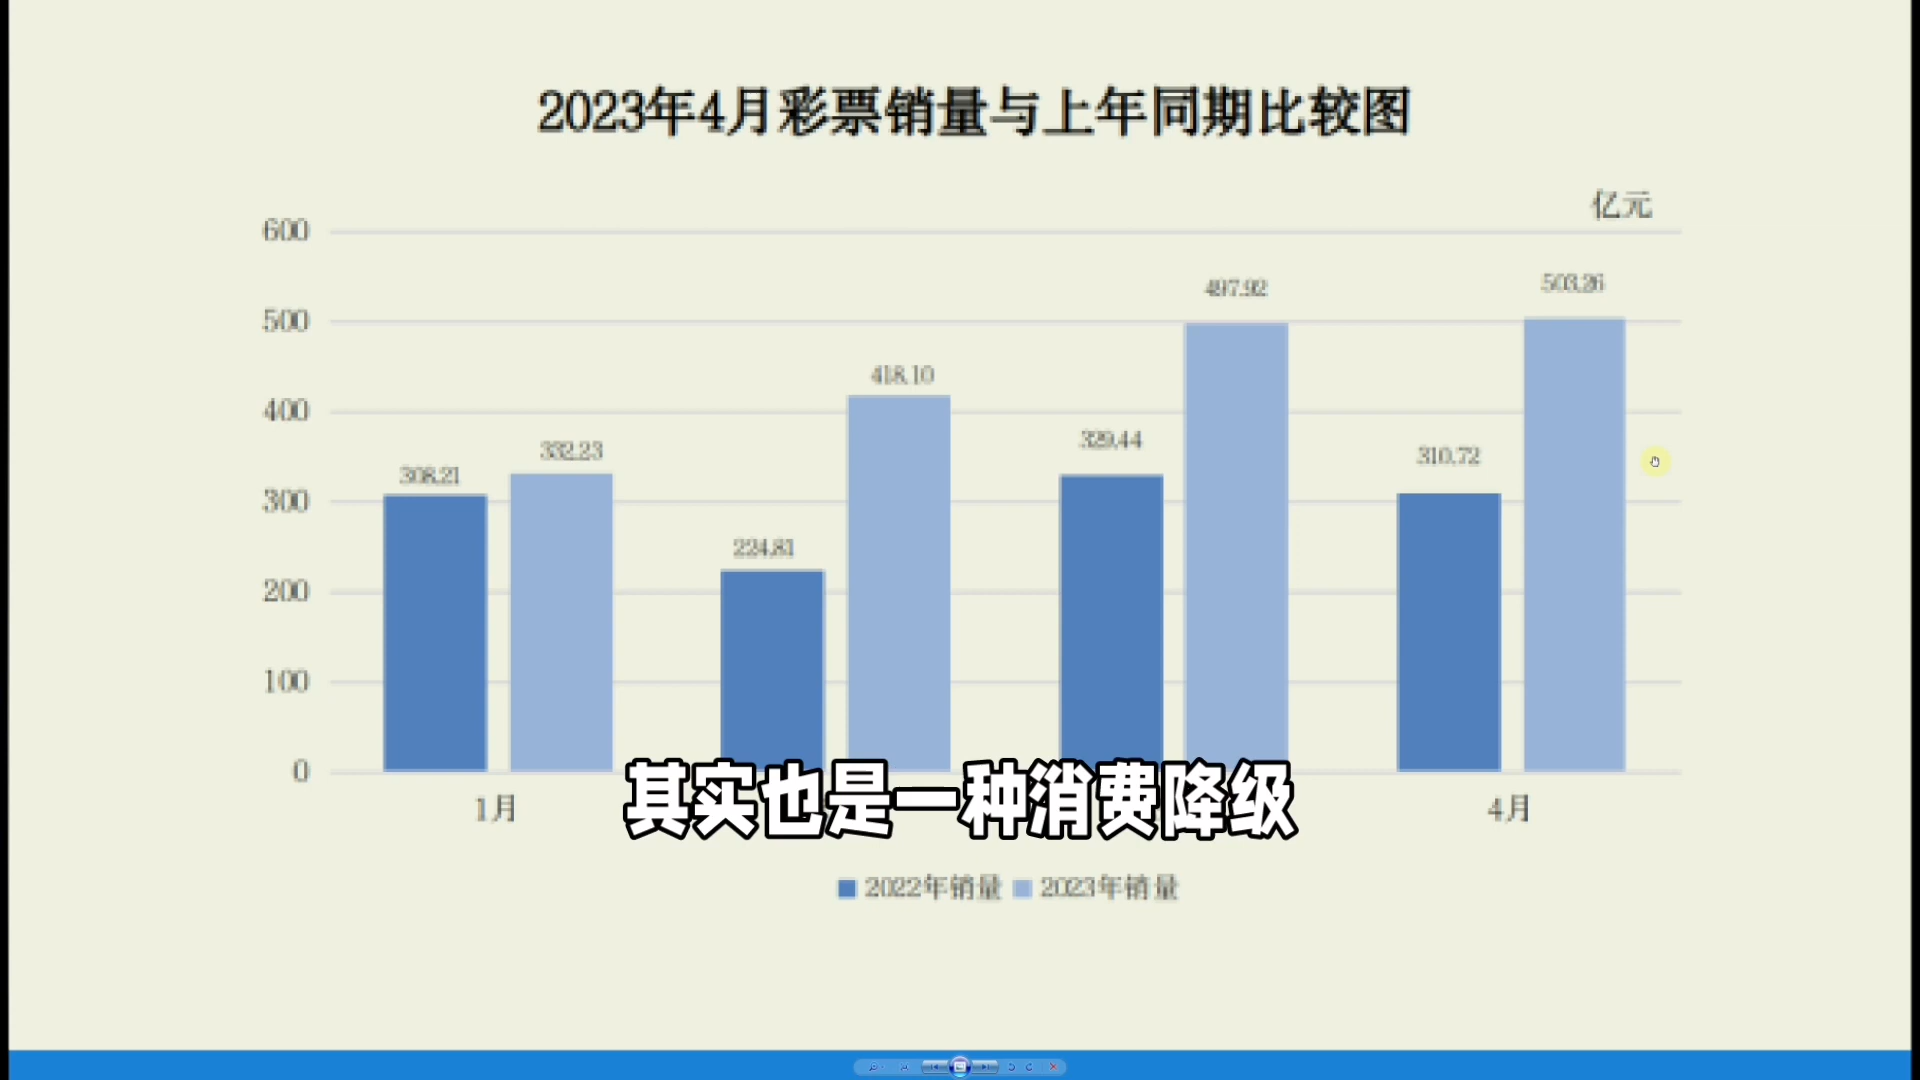 2023年4月彩票销量与上年同期比较图
亿元
600
500
400
300
200
100
0
308.21
332.23
224.81
418.10
329.44
497.92
310.72
503.26
1月
4月
其实也是一种消费降级
2022年销量
2023年销量